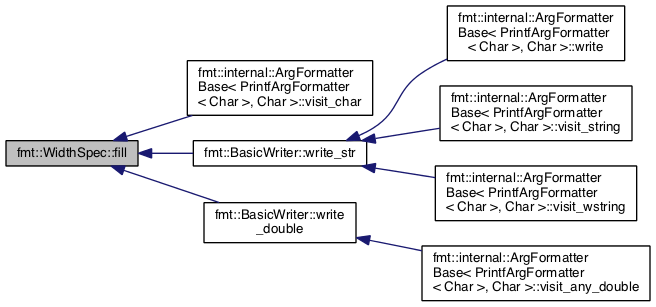 fmt::WidthSpec::fill
fmt::internal::ArgFormatter
Base< PrintfArgFormatter
< Char >, Char >::visit_char
fmt::BasicWriter::write_str
fmt::BasicWriter::write
_double
fmt::internal::ArgFormatter
Base< PrintfArgFormatter
< Char >, Char >::write
fmt::internal::ArgFormatter
Base< PrintfArgFormatter
< Char >, Char >::visit_string
fmt::internal::ArgFormatter
Base< PrintfArgFormatter
< Char >, Char >::visit_wstring
fmt::internal::ArgFormatter
Base< PrintfArgFormatter
< Char >, Char >::visit_any_double